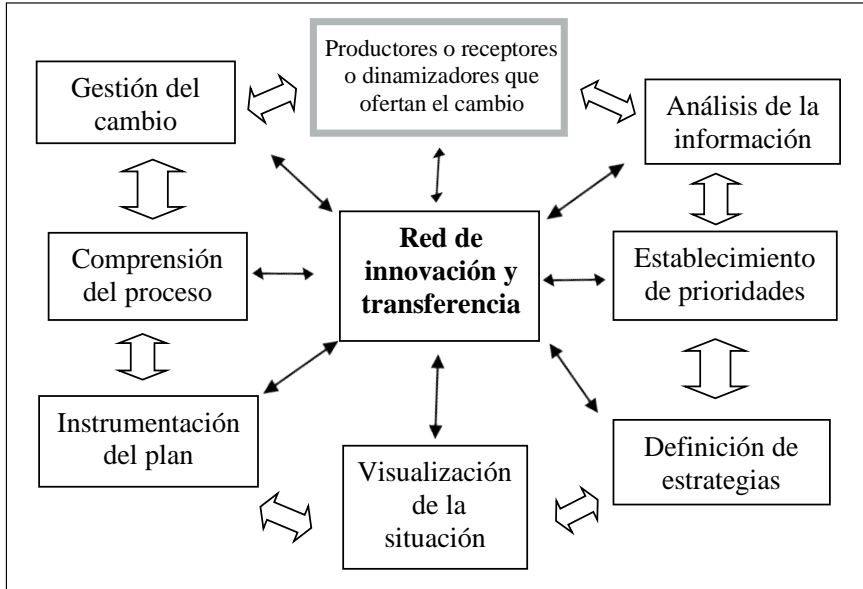 Productores o receptores
o dinamizadores que
ofertan el cambio
Gestión del
cambio
Análisis de la
información
Red de
innovación y
transferencia
Comprensión
del proceso
Establecimiento
de prioridades
Instrumentación
del plan
Visualización
de la
situación
Definición de
estrategias